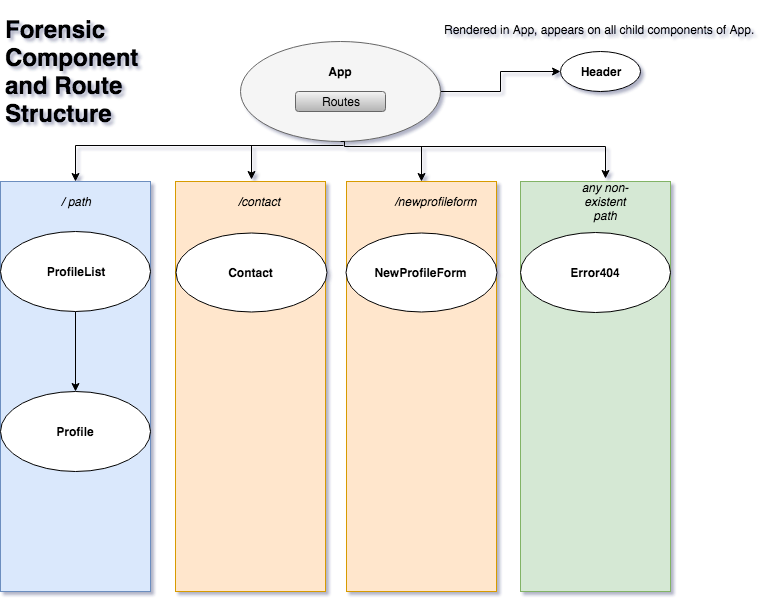 Forensic
Component
and Route
Structure
Rendered in App, appears on all child components of App.
App
Routes
Header
/ path
/contact
/newprofileform
any non-
existent
path
ProfileList
Contact
NewProfileForm
Error404
Profile